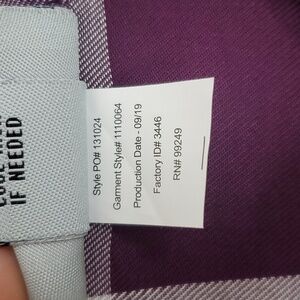 IF NEEDED
Style PO# 131024
Garment Style# 1110064
Production Date - 09/19
Factory ID# 3446
RN# 99249